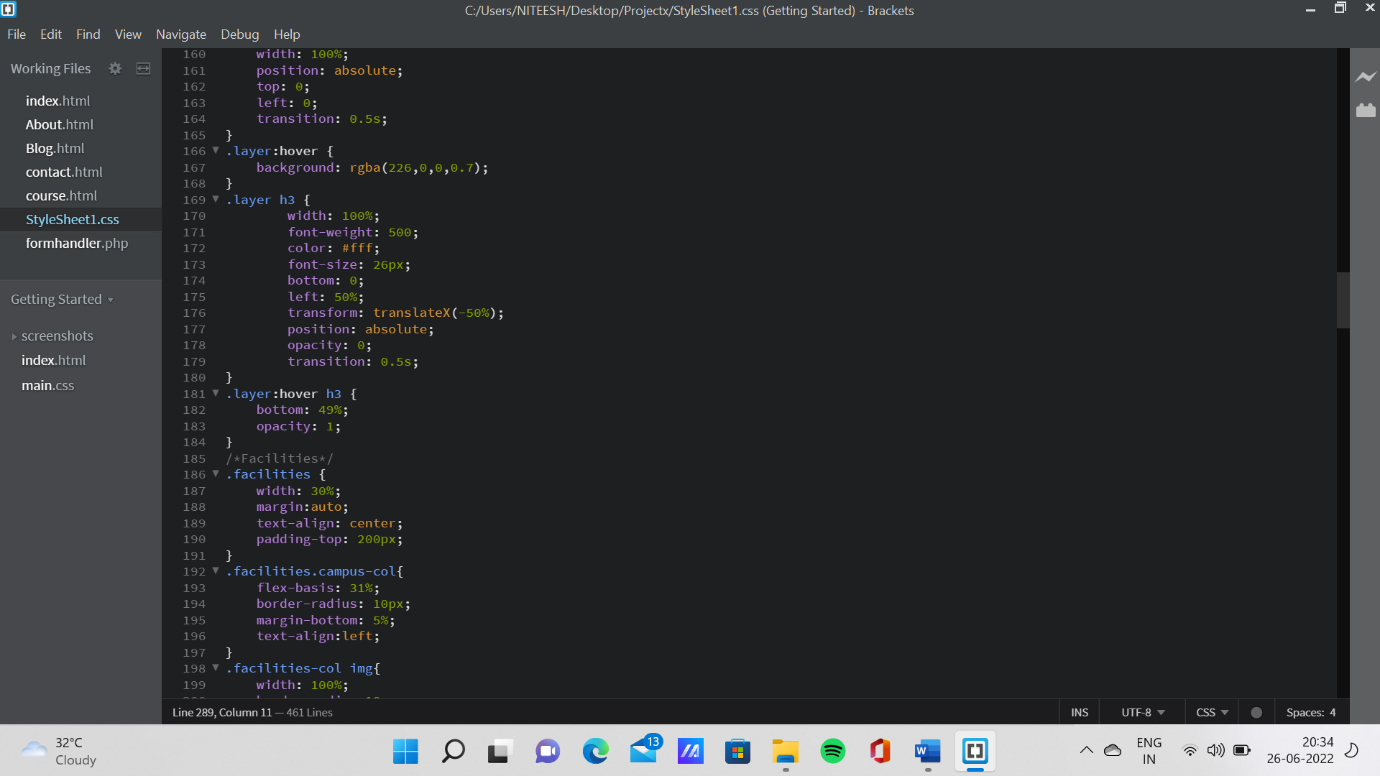 C:/Users/NITEESH/Desktop/Projectx/StyleSheet1.css (Getting Started) - Brackets
File Edit Find View Navigate Debug Help
Working Files
index.html
About.html
Blog.html
contact.html
course.html
StyleSheet1.css
formhandler.php
Getting Started
screenshots
index.html
main.css
160 width: 100%;
161 position: absolute;
162 top: 0;
163 left: 0;
164 transition: 0.5s;
165 }
166 .layer:hover {
167 background: rgba(226,0,0,0.7);
168 }
169 .layer h3 {
170 width: 100%;
171 font-weight: 500;
172 color: #fff;
173 font-size: 26px;
174 bottom: 0;
175 left: 50%;
176 transform: translateX(-50%);
177 position: absolute;
178 opacity: 0;
179 transition: 0.5s;
180 }
181 .layer:hover h3 {
182 bottom: 49%;
183 opacity: 1;
184 }
185 /*Facilities*/
186 .facilities {
187 width: 30%;
188 margin:auto;
189 text-align: center;
190 padding-top: 200px;
191 }
192 .facilities.campus-col{
193 flex-basis: 31%;
194 border-radius: 10px;
195 margin-bottom: 5%;
196 text-align:left;
197 }
198 .facilities-col img{
199 width: 100%;
Line 289, Column 11 — 461 Lines
INS UTF-8 CSS Spaces: 4
32°C
Cloudy
13
ENG
IN
20:34
26-06-2022